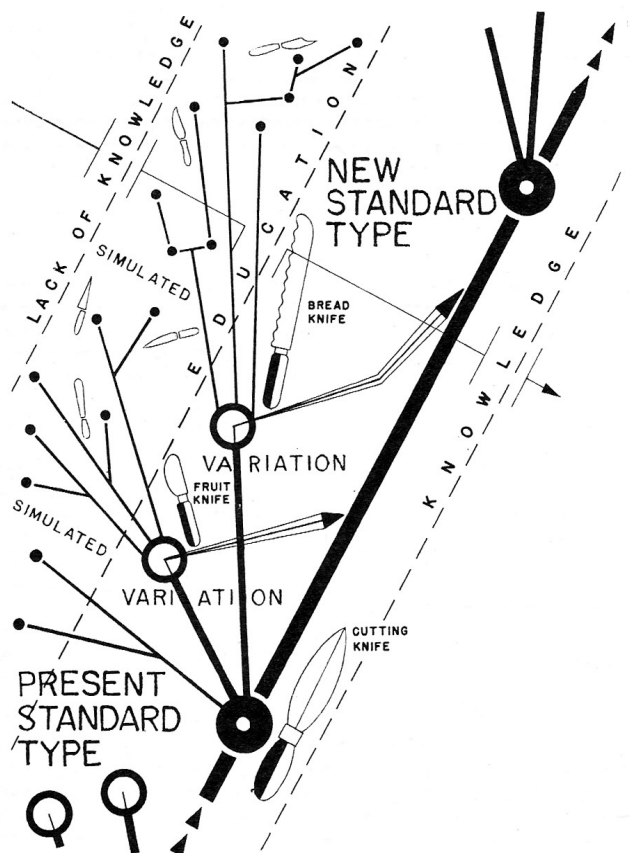 LACK OF KNOWLEDGE
EDUCATION
NEW
STANDARD
TYPE
SIMULATED
BREAD
KNIFE
KNOWLEDGE
VARIATION
FRUIT
KNIFE
SIMULATED
VARIATION
CUTTING
KNIFE
PRESENT
STANDARD
TYPE